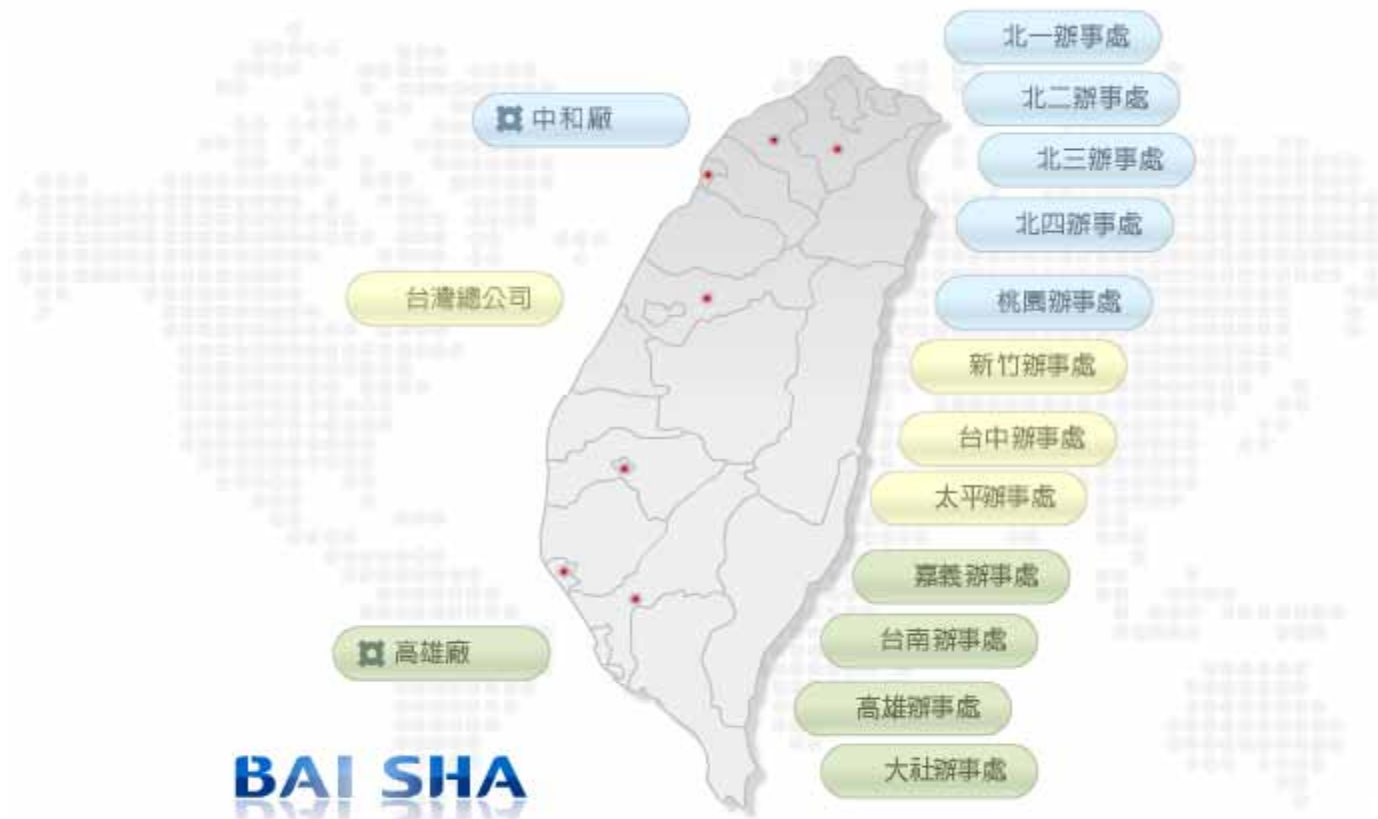 北一辦事處
北二辦事處
中和廠
北三辦事處
北四辦事處
台灣總公司
桃園辦事處
新竹辦事處
台中辦事處
太平辦事處
嘉義辦事處
台南辦事處
高雄廠
高雄辦事處
大社辦事處
BAI SHA